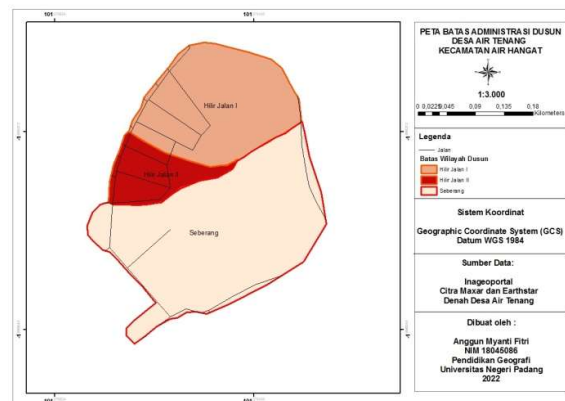 PETA BATAS ADMINISTRASI DUSUN
DESA AIR TENANG
KECAMATAN AIR HANGAT
1:3.000
0 0,0225 0,045 0,09 0,135 0,18
Kilometers
Legenda
Jalan
Batas Wilayah Dusun
Hilir Jalan I
Hilir Jalan II
Seberang
Sistem Koordinat
Geographic Coordinate System (GCS)
Datum WGS 1984
Sumber Data:
Inageoportal
Citra Maxar dan Earthstar
Denah Desa Air Tenang
Dibuat oleh :
Anggun Myanti Fitri
NIM 18045086
Pendidikan Geografi
Universitas Negeri Padang
2022
Hilir Jalan I
Hilir Jalan II
Seberang